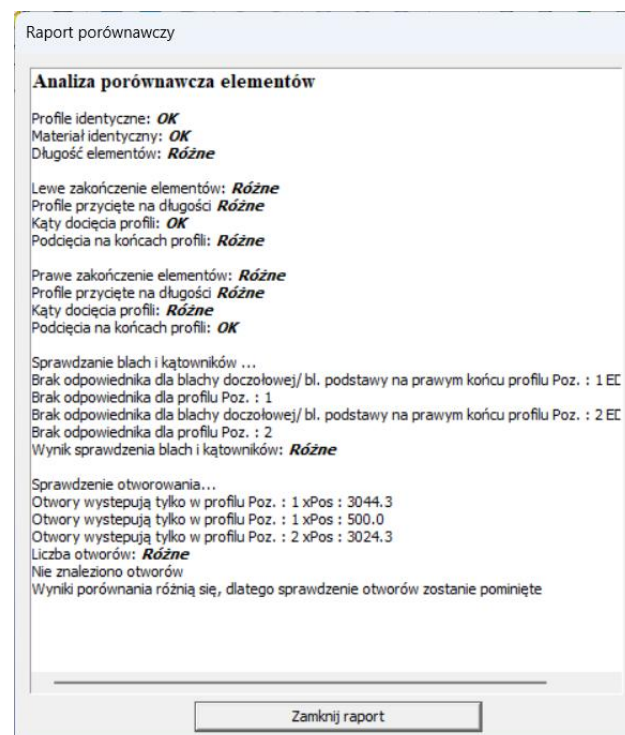 Raport porównawczy
Analiza porównawcza elementów
Profile identyczne: OK
Materiał identyczny: OK
Długość elementów: Różne
Lewe zakończenie elementów: Różne
Profile przycięte na długości Różne
Kąty docięcia profili: OK
Podcięcia na końcach profili: Różne
Prawe zakończenie elementów: Różne
Profile przycięte na długości Różne
Kąty docięcia profili: Różne
Podcięcia na końcach profili: OK
Sprawdzanie blach i kątowników ...
Brak odpowiednika dla blachy doczołowej/ bl. podstawy na prawym końcu profilu Poz. : 1
Brak odpowiednika dla profilu Poz. : 1
Brak odpowiednika dla blachy doczołowej/ bl. podstawy na prawym końcu profilu Poz. : 2
Brak odpowiednika dla profilu Poz. : 2
Wynik sprawdzenia blach i kątowników: Różne
Sprawdzenie otworowania...
Otwory wystepują tylko w profilu Poz. : 1 xPos : 3044.3
Otwory wystepują tylko w profilu Poz. : 1 xPos : 500.0
Otwory wystepują tylko w profilu Poz. : 2 xPos : 3024.3
Liczba otworów: Różne
Nie znaleziono otworów
Wyniki porównania różnią się, dlatego sprawdzenie otworów zostanie pominięte
Zamknij raport